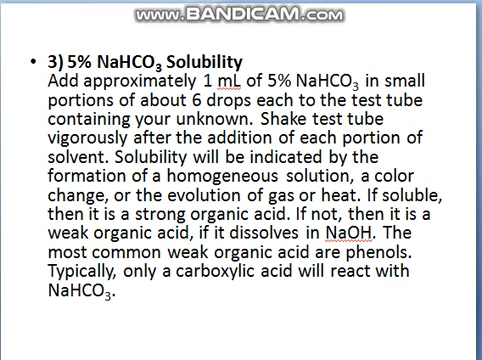 www.BANDICAM.com
• 3) 5% NaHCO₃ Solubility
Add approximately 1 mL of 5% NaHCO₃ in small
portions of about 6 drops each to the test tube
containing your unknown. Shake test tube
vigorously after the addition of each portion of
solvent. Solubility will be indicated by the
formation of a homogeneous solution, a color
change, or the evolution of gas or heat. If soluble,
then it is a strong organic acid. If not, then it is a
weak organic acid, if it dissolves in NaOH. The
most common weak organic acid are phenols.
Typically, only a carboxylic acid will react with
NaHCO₃.